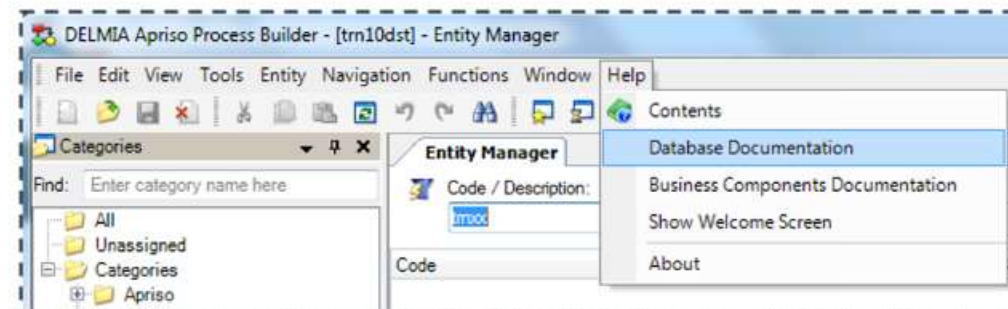 DELMIA Apriso Process Builder - [trn10dst] - Entity Manager
File Edit View Tools Entity Navigation Functions Window Help
Contents
Categories
Entity Manager
Database Documentation
Find: Enter category name here
Code / Description:
Business Components Documentation
trnxx
Show Welcome Screen
All
Unassigned
Categories
Code
About
Apriso